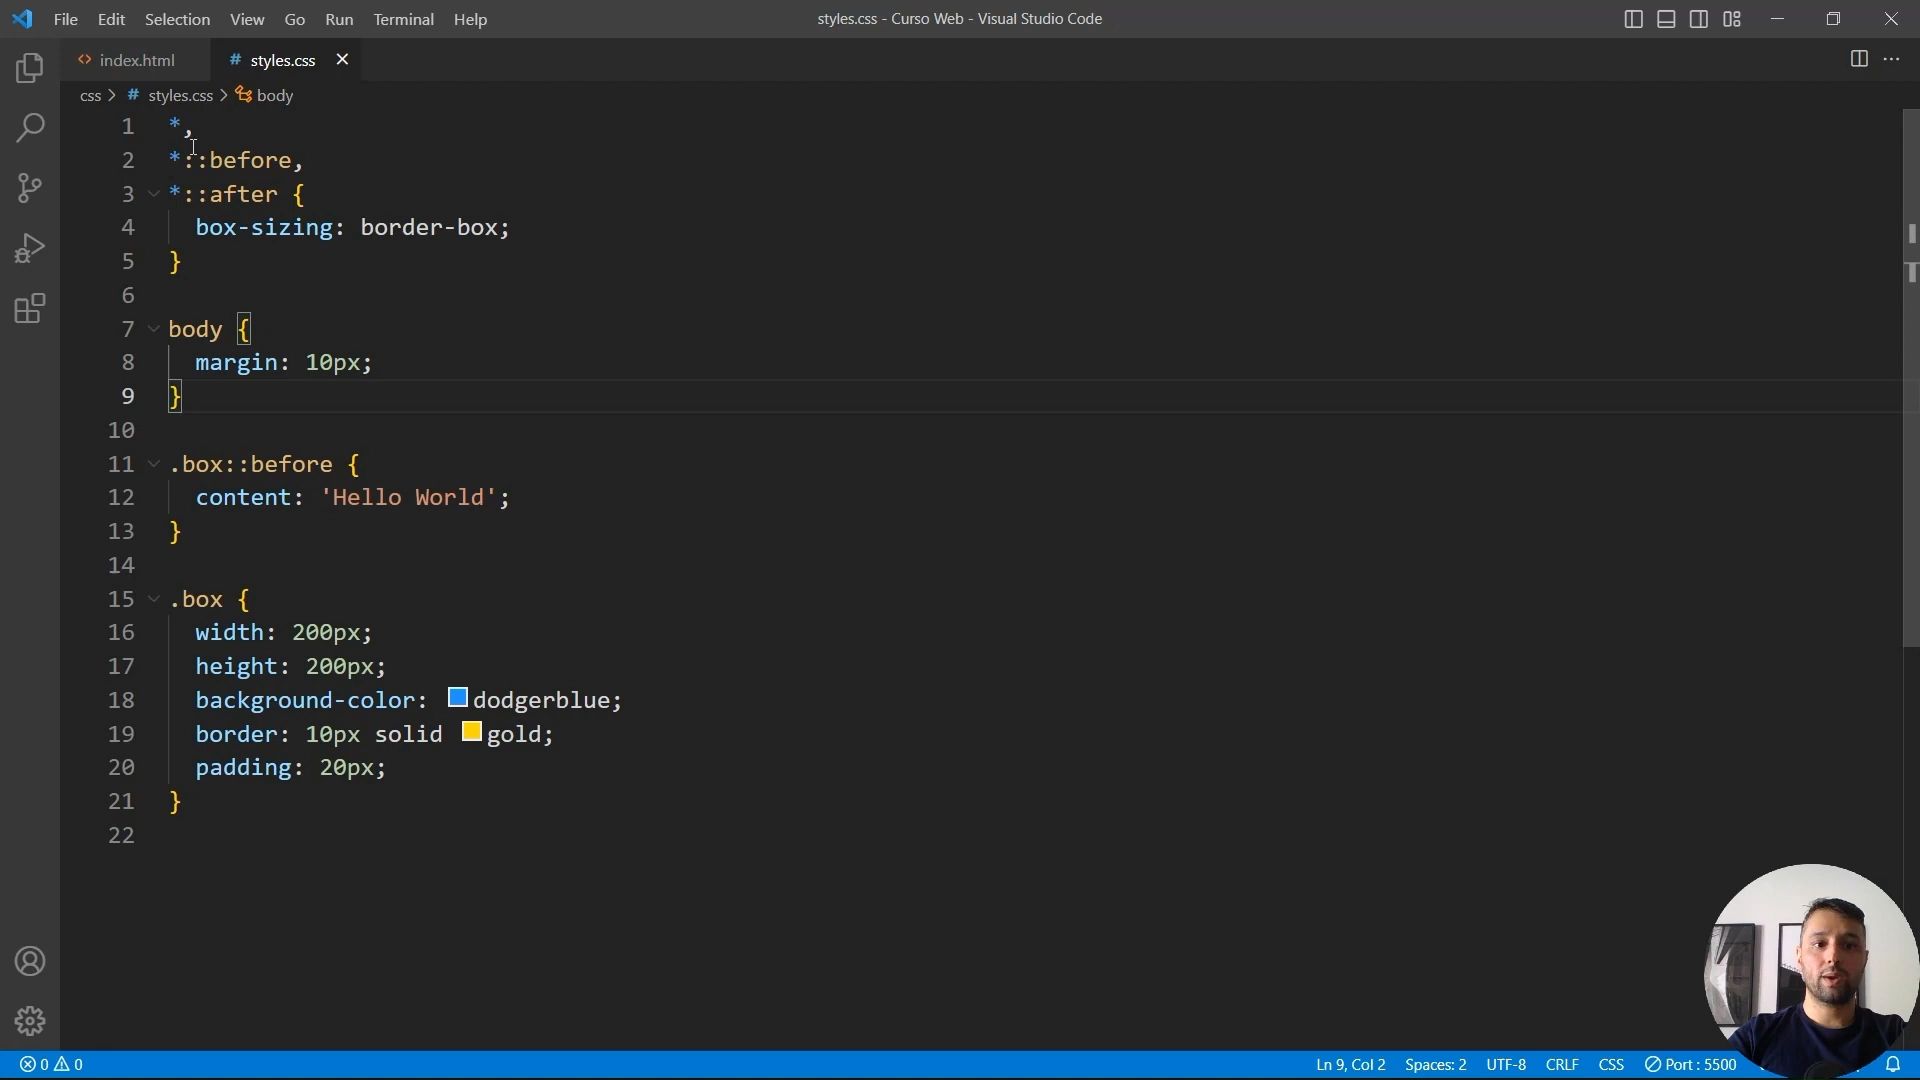 File Edit Selection View Go Run Terminal Help
styles.css - Curso Web - Visual Studio Code
index.html
# styles.css
css > # styles.css > body
1 *,
2 *::before,
3 *::after {
4 box-sizing: border-box;
5 }
6
7 body {
8 margin: 10px;
9 }
10
11 .box::before {
12 content: 'Hello World';
13 }
14
15 .box {
16 width: 200px;
17 height: 200px;
18 background-color: dodgerblue;
19 border: 10px solid gold;
20 padding: 20px;
21 }
22
0 0 Ln 9, Col 2 Spaces: 2 UTF-8 CRLF CSS Port : 5500